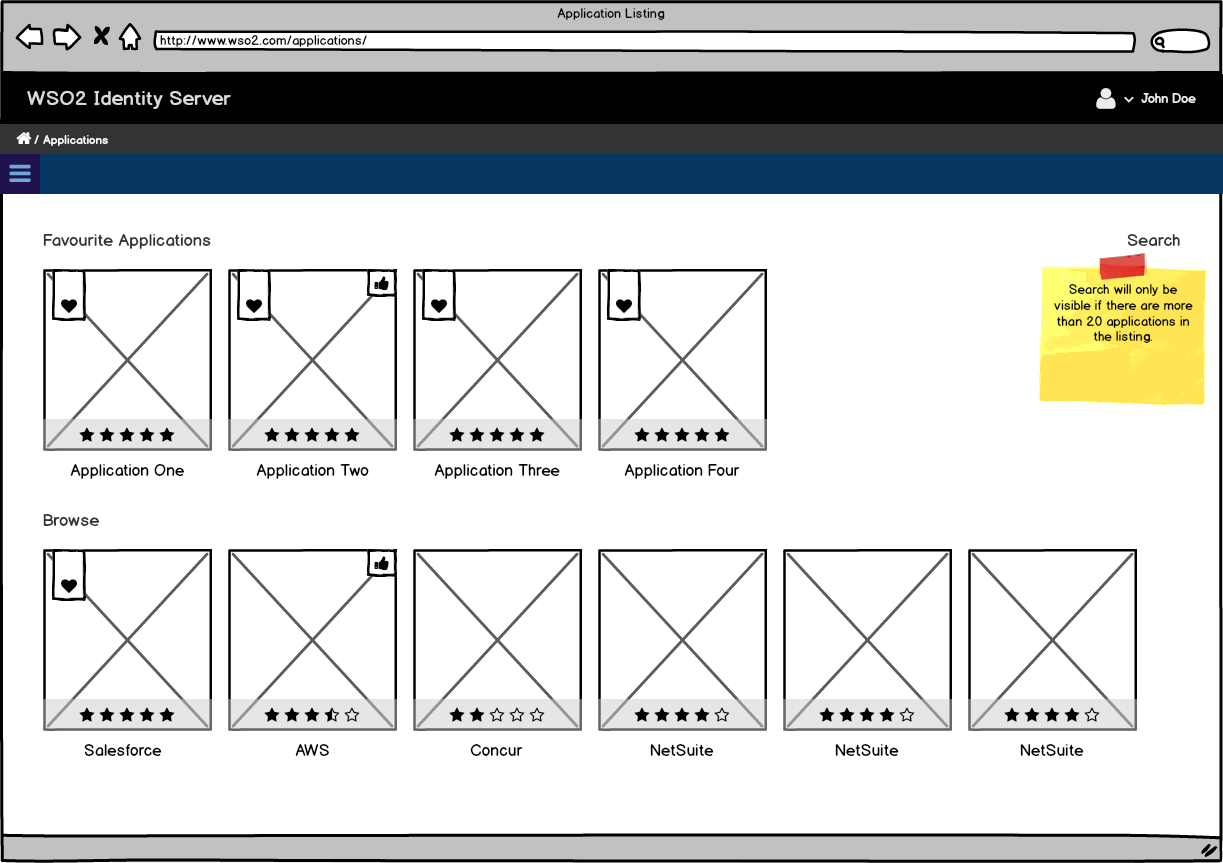 Application Listing
http://www.wso2.com/applications/
WSO2 Identity Server
John Doe
/ Applications
Favourite Applications
Search
Search will only be
visible if there are more
than 20 applications in
the listing.
Application One
Application Two
Application Three
Application Four
Browse
Salesforce
AWS
Concur
NetSuite
NetSuite
NetSuite